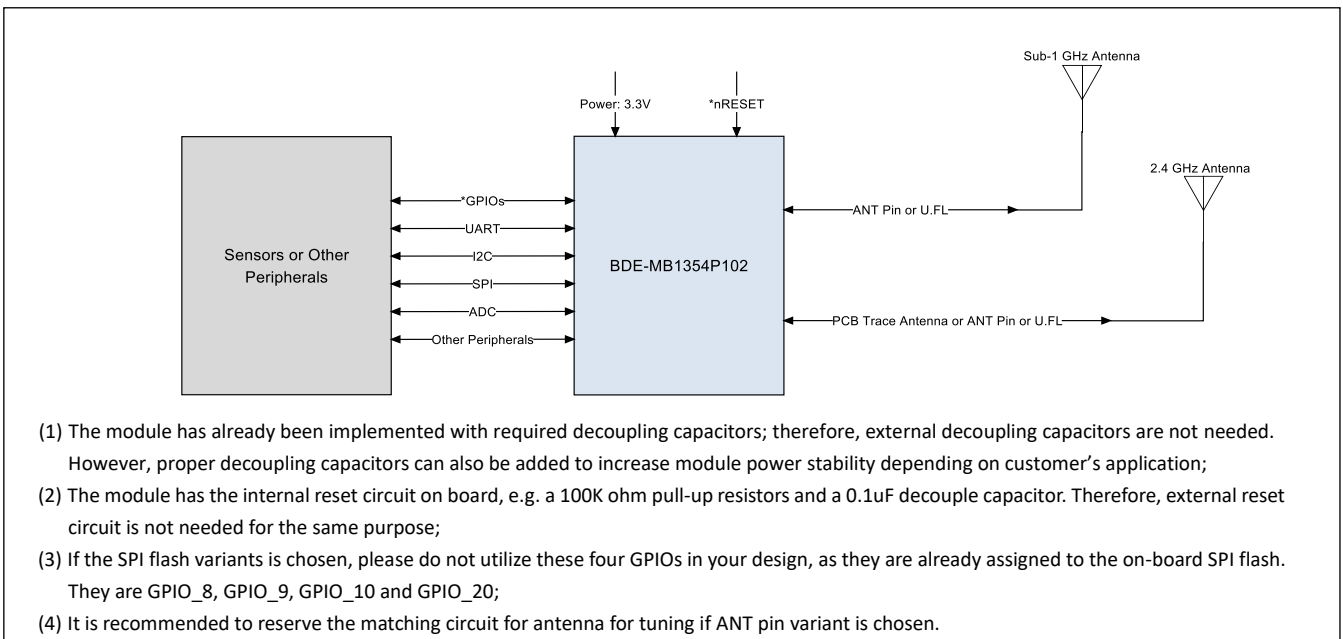 Sub-1 GHz Antenna
Power: 3.3V
*nRESET
2.4 GHz Antenna
*GPIOs
ANT Pin or U.FL
UART
Sensors or Other
Peripherals
I2C
BDE-MB1354P102
SPI
ADC
PCB Trace Antenna or ANT Pin or U.FL
Other Peripherals
(1) The module has already been implemented with required decoupling capacitors; therefore, external decoupling capacitors are not needed.
However, proper decoupling capacitors can also be added to increase module power stability depending on customer’s application;
(2) The module has the internal reset circuit on board, e.g. a 100K ohm pull-up resistors and a 0.1uF decouple capacitor. Therefore, external reset
circuit is not needed for the same purpose;
(3) If the SPI flash variants is chosen, please do not utilize these four GPIOs in your design, as they are already assigned to the on-board SPI flash.
They are GPIO_8, GPIO_9, GPIO_10 and GPIO_20;
(4) It is recommended to reserve the matching circuit for antenna for tuning if ANT pin variant is chosen.